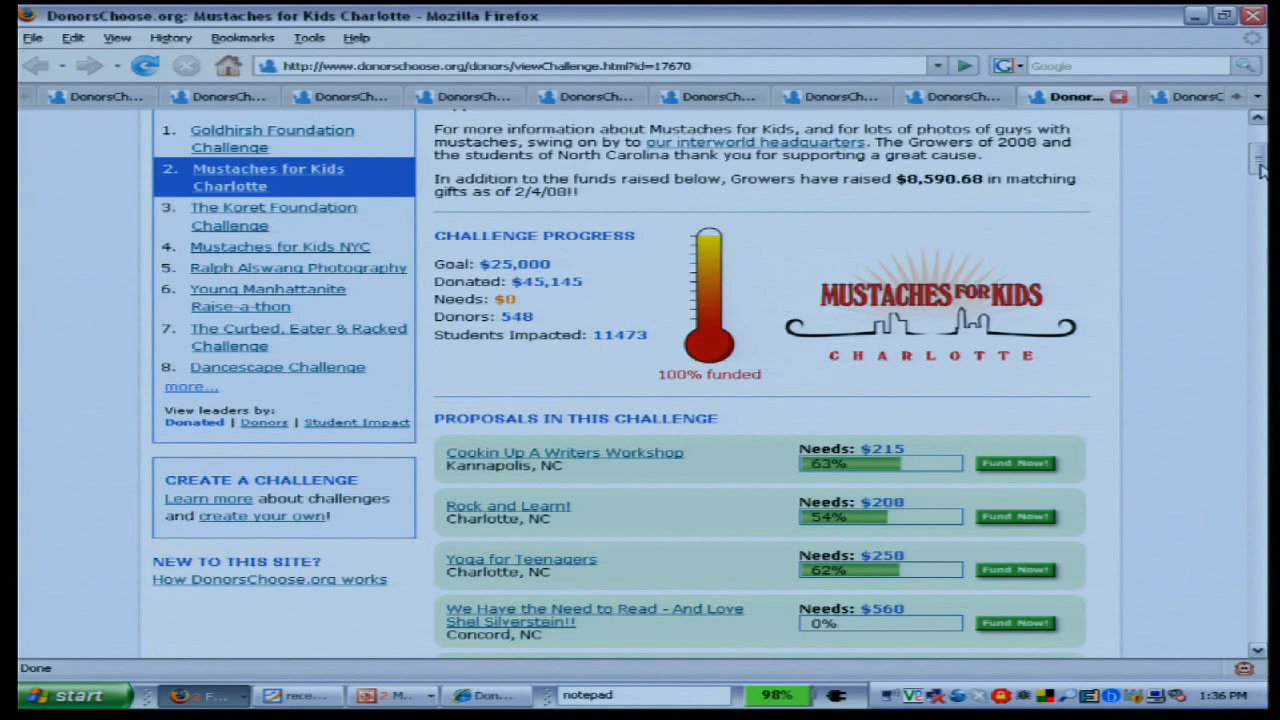 DonorsChoose.org: Mustaches for Kids Charlotte - Mozilla Firefox
File Edit View History Bookmarks Tools Help
http://www.donorschoose.org/donors/viewChallenge.html?id=17670
Google
DonorsCh... DonorsCh... DonorsCh... DonorsCh... DonorsCh... DonorsCh... DonorsCh... DonorsCh... Donor... DonorsC
1. Goldhirsh Foundation
Challenge
2. Mustaches for Kids
Charlotte
3. The Koret Foundation
Challenge
4. Mustaches for Kids NYC
5. Ralph Alswang Photography
6. Young Manhattanite
Raise-a-thon
7. The Curbed, Eater & Racked
Challenge
8. Dancescape Challenge
more...
View leaders by:
Donated | Donors | Student Impact
CREATE A CHALLENGE
Learn more about challenges
and create your own!
NEW TO THIS SITE?
How DonorsChoose.org works
For more information about Mustaches for Kids, and for lots of photos of guys with
mustaches, swing on by to our interworld headquarters. The Growers of 2008 and
the students of North Carolina thank you for supporting a great cause.
In addition to the funds raised below, Growers have raised $8,590.68 in matching
gifts as of 2/4/08!!
CHALLENGE PROGRESS
Goal: $25,000
Donated: $45,145
Needs: $0
Donors: 548
Students Impacted: 11473
100% funded
MUSTACHES FOR KIDS
CHARLOTTE
PROPOSALS IN THIS CHALLENGE
Cookin Up A Writers Workshop
Kannapolis, NC
Needs: $215
63%
Fund Now!
Rock and Learn!
Charlotte, NC
Needs: $208
54%
Fund Now!
Yoga for Teenagers
Charlotte, NC
Needs: $258
62%
Fund Now!
We Have the Need to Read - And Love
Shel Silverstein!!
Concord, NC
Needs: $560
0%
Fund Now!
Done
start
2 F...
rece...
2 M...
Don...
notepad
98%
1:36 PM